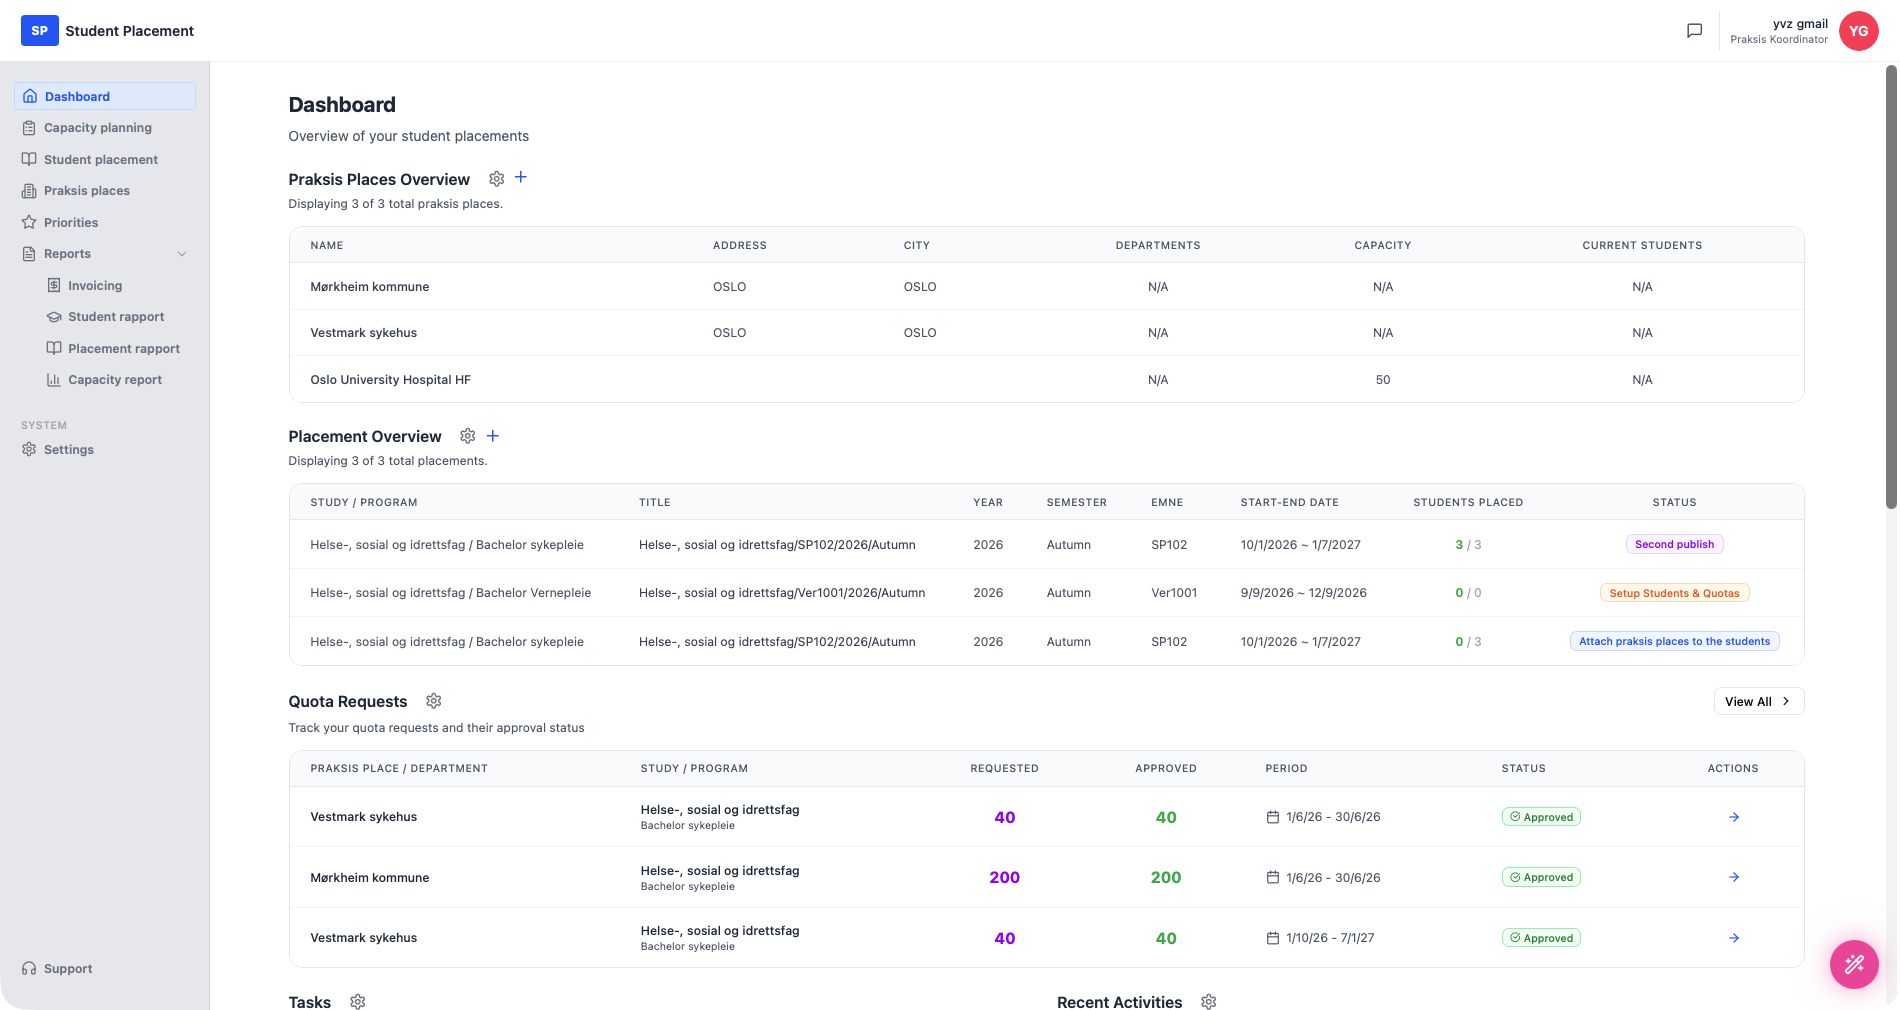 SP Student Placement
yvz gmail
Praksis Koordinator
YG
Dashboard
Capacity planning
Student placement
Praksis places
Priorities
Reports
Invoicing
Student rapport
Placement rapport
Capacity report
SYSTEM
Settings
Support
Dashboard
Overview of your student placements
Praksis Places Overview
Displaying 3 of 3 total praksis places.
NAME ADDRESS CITY DEPARTMENTS CAPACITY CURRENT STUDENTS
Mørkheim kommune OSLO OSLO N/A N/A N/A
Vestmark sykehus OSLO OSLO N/A N/A N/A
Oslo University Hospital HF N/A 50 N/A
Placement Overview
Displaying 3 of 3 total placements.
STUDY / PROGRAM TITLE YEAR SEMESTER EMNE START-END DATE STUDENTS PLACED STATUS
Helse-, sosial og idrettsfag / Bachelor sykepleie Helse-, sosial og idrettsfag/SP102/2026/Autumn 2026 Autumn SP102 10/1/2026 ~ 1/7/2027 3 / 3 Second publish
Helse-, sosial og idrettsfag / Bachelor Vernepleie Helse-, sosial og idrettsfag/Ver1001/2026/Autumn 2026 Autumn Ver1001 9/9/2026 ~ 12/9/2026 0 / 0 Setup Students & Quotas
Helse-, sosial og idrettsfag / Bachelor sykepleie Helse-, sosial og idrettsfag/SP102/2026/Autumn 2026 Autumn SP102 10/1/2026 ~ 1/7/2027 0 / 3 Attach praksis places to the students
Quota Requests
View All
Track your quota requests and their approval status
PRAKSIS PLACE / DEPARTMENT STUDY / PROGRAM REQUESTED APPROVED PERIOD STATUS ACTIONS
Vestmark sykehus Helse-, sosial og idrettsfag 40 40 1/6/26 - 30/6/26 Approved
Bachelor sykepleie
Mørkheim kommune Helse-, sosial og idrettsfag 200 200 1/6/26 - 30/6/26 Approved
Bachelor sykepleie
Vestmark sykehus Helse-, sosial og idrettsfag 40 40 1/10/26 - 7/1/27 Approved
Bachelor sykepleie
Tasks
Recent Activities